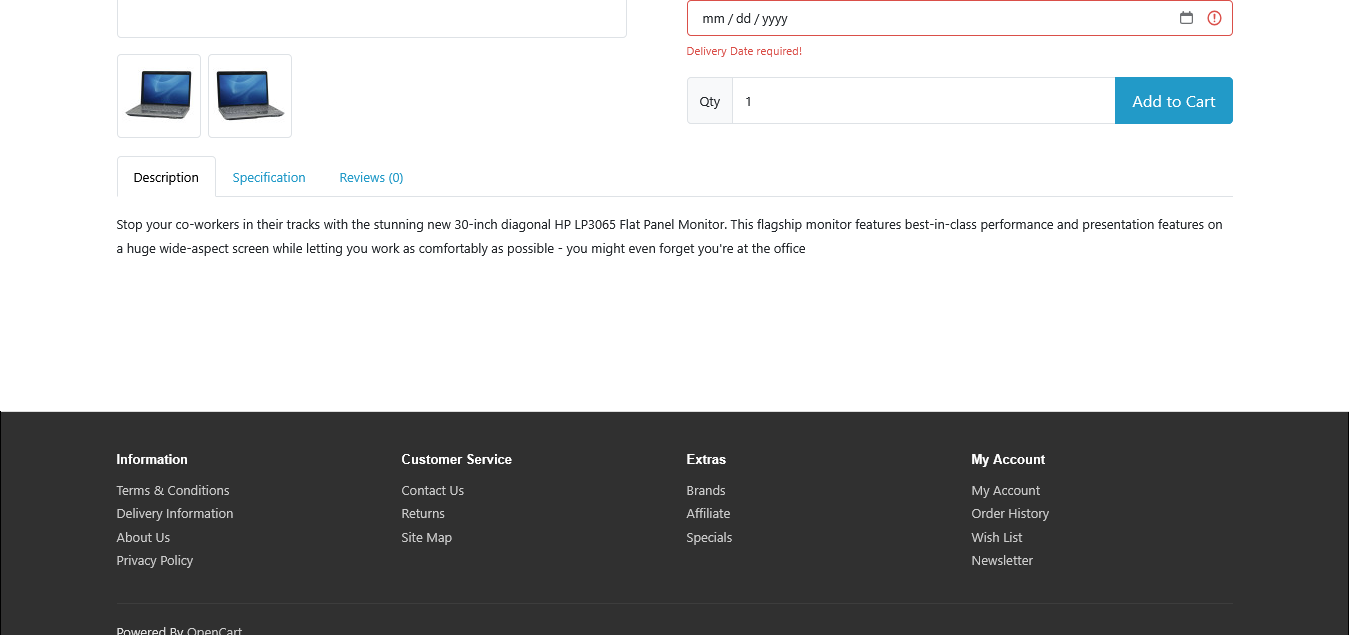 mm / dd / yyyy
Delivery Date required!
Qty 1 Add to Cart
Description Specification Reviews (0)
Stop your co-workers in their tracks with the stunning new 30-inch diagonal HP LP3065 Flat Panel Monitor. This flagship monitor features best-in-class performance and presentation features on
a huge wide-aspect screen while letting you work as comfortably as possible - you might even forget you're at the office
Information
Terms & Conditions
Delivery Information
About Us
Privacy Policy
Customer Service
Contact Us
Returns
Site Map
Extras
Brands
Affiliate
Specials
My Account
My Account
Order History
Wish List
Newsletter
Powered By OpenCart